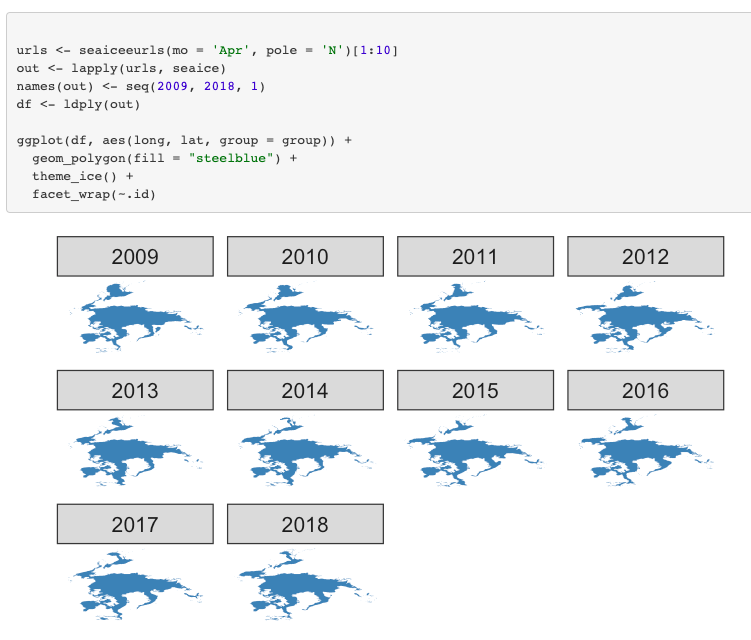 urls <- seaiceeurls(mo = 'Apr', pole = 'N')[1:10]
out <- lapply(urls, seaice)
names(out) <- seq(2009, 2018, 1)
df <- ldply(out)
ggplot(df, aes(long, lat, group = group)) +
  geom_polygon(fill = "steelblue") +
  theme_ice() +
  facet_wrap(~.id)
2009 2010 2011 2012
2013 2014 2015 2016
2017 2018